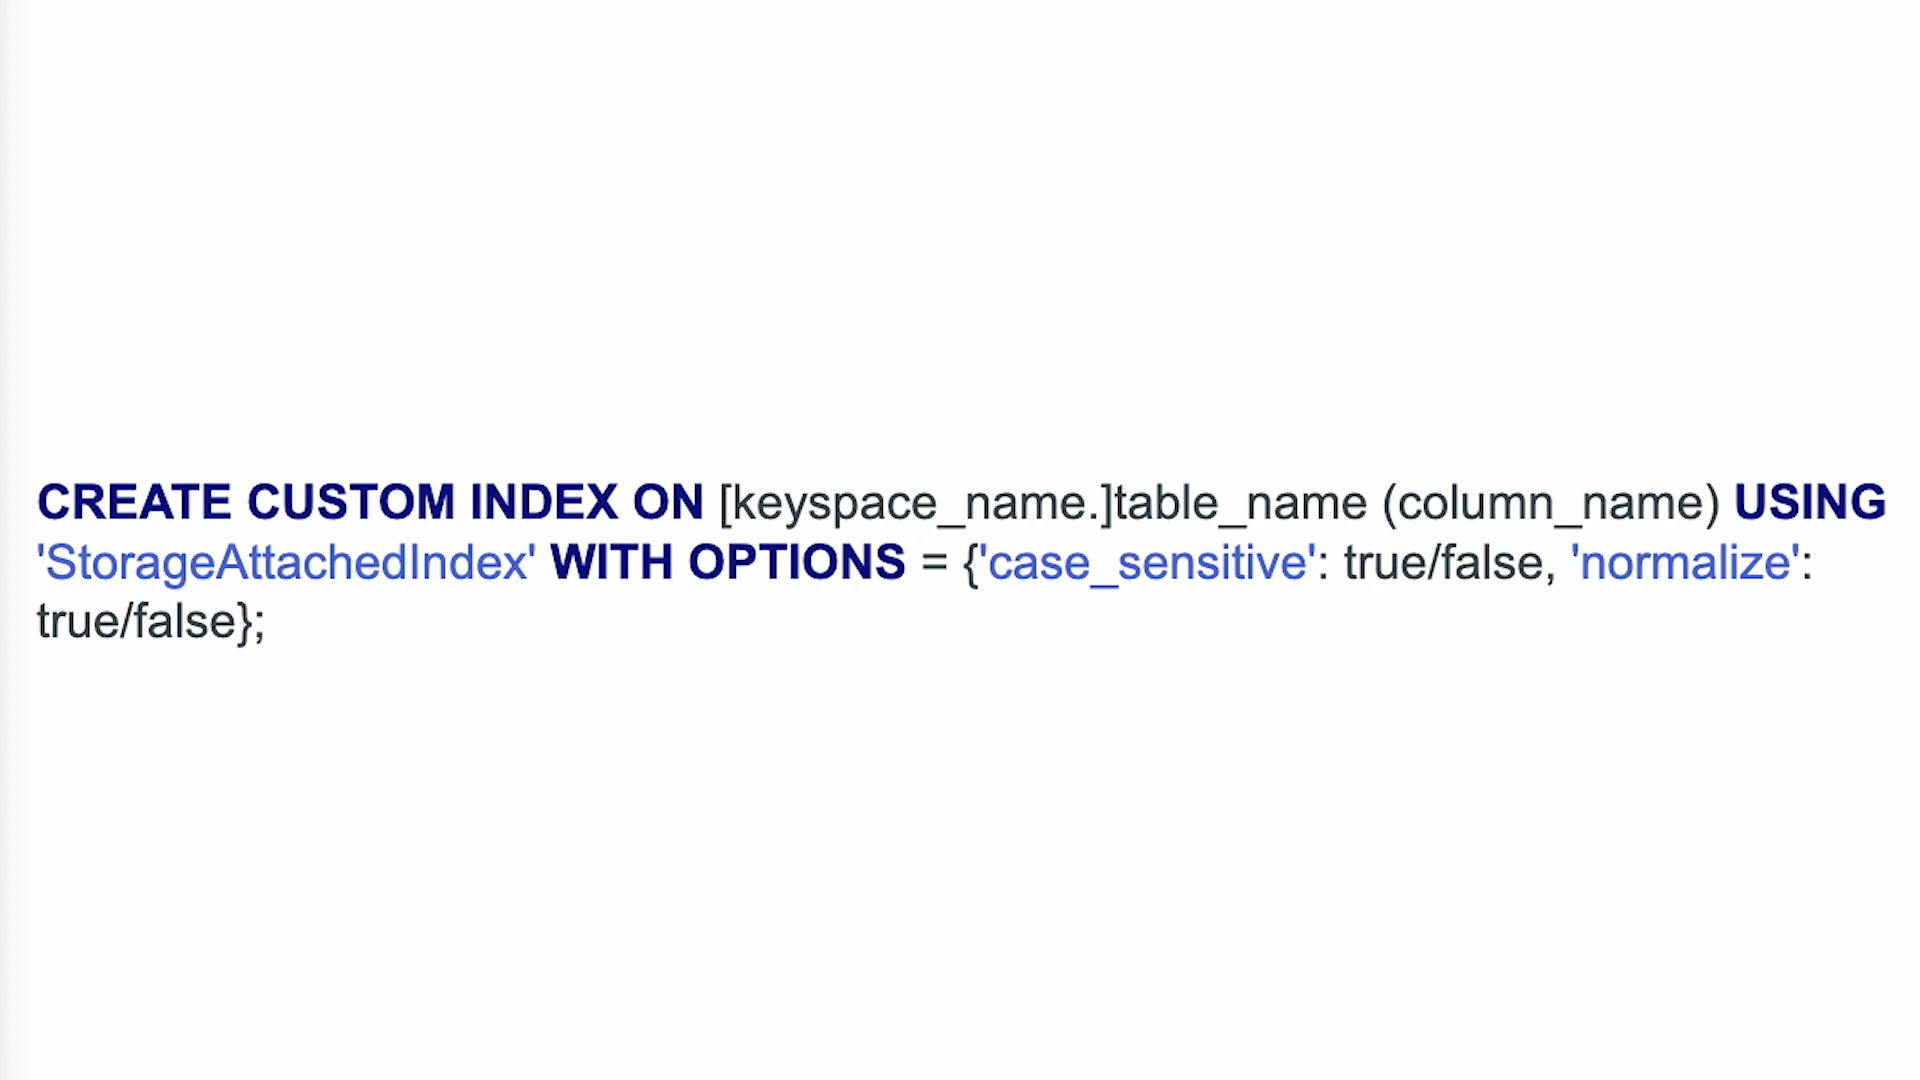 CREATE CUSTOM INDEX ON [keyspace_name.]table_name (column_name) USING
'StorageAttachedIndex' WITH OPTIONS = {'case_sensitive': true/false, 'normalize':
true/false};